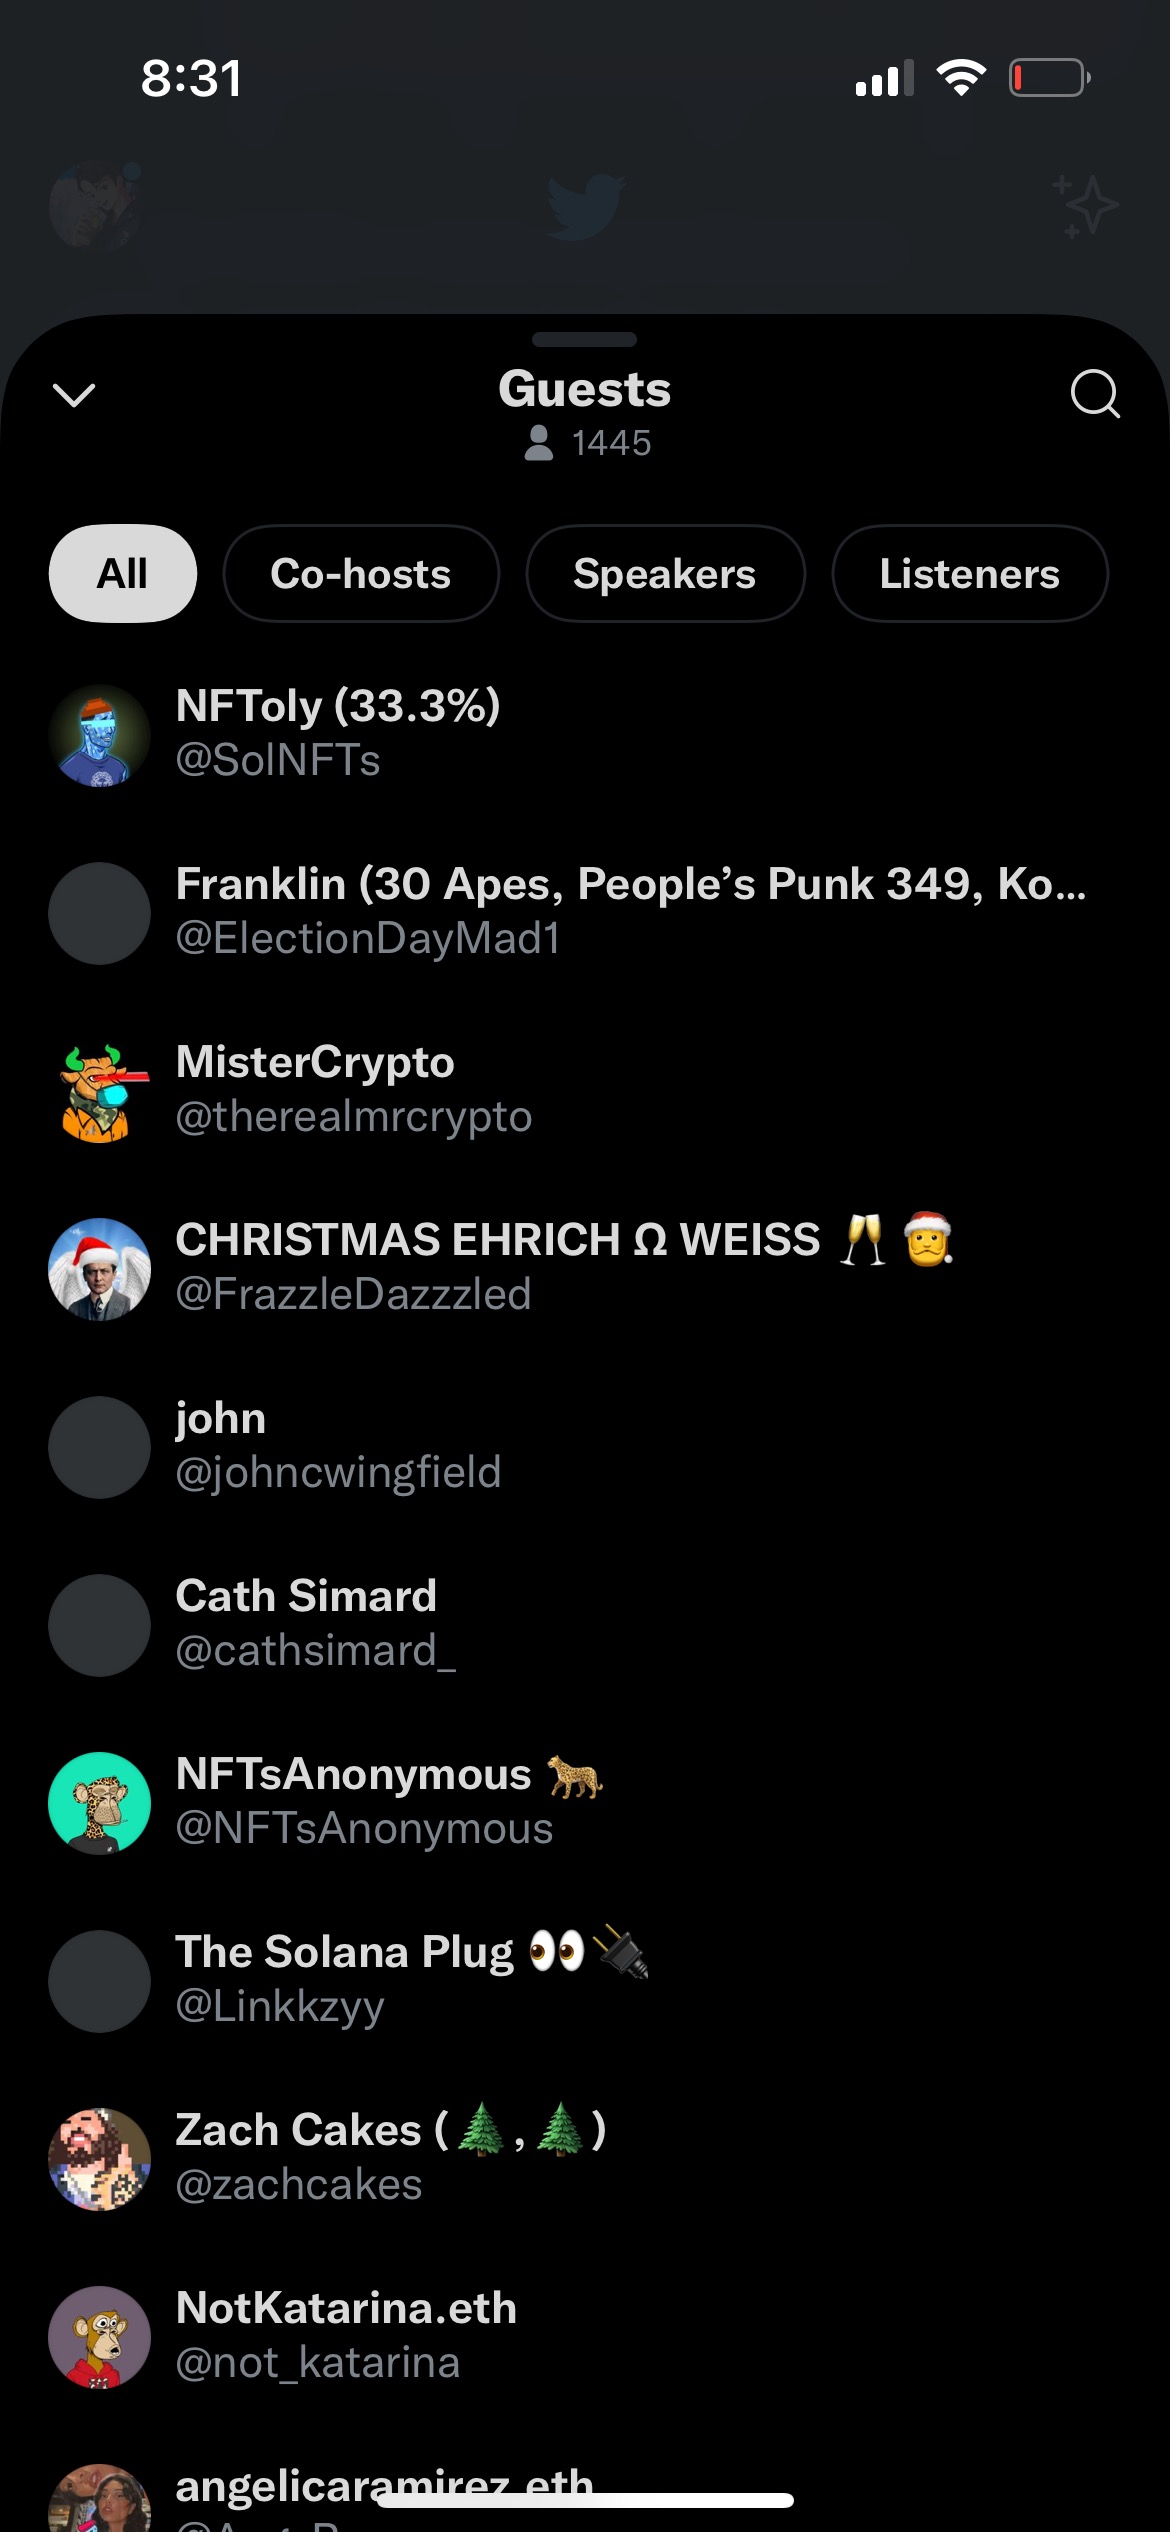 8:31
Guests
1445
All
Co-hosts
Speakers
Listeners
NFToly (33.3%)
@SolNFTs
Franklin (30 Apes, People’s Punk 349, Ko...
@ElectionDayMad1
MisterCrypto
@therealmrcrypto
CHRISTMAS EHRICH Ω WEISS 🥂 🎅
@FrazzleDazzzled
john
@johncwingfield
Cath Simard
@cathsimard_
NFTsAnonymous 🐆
@NFTsAnonymous
The Solana Plug 👀🔌
@Linkkzyy
Zach Cakes (🌲,🌲)
@zachcakes
NotKatarina.eth
@not_katarina
angelicaramirez.eth